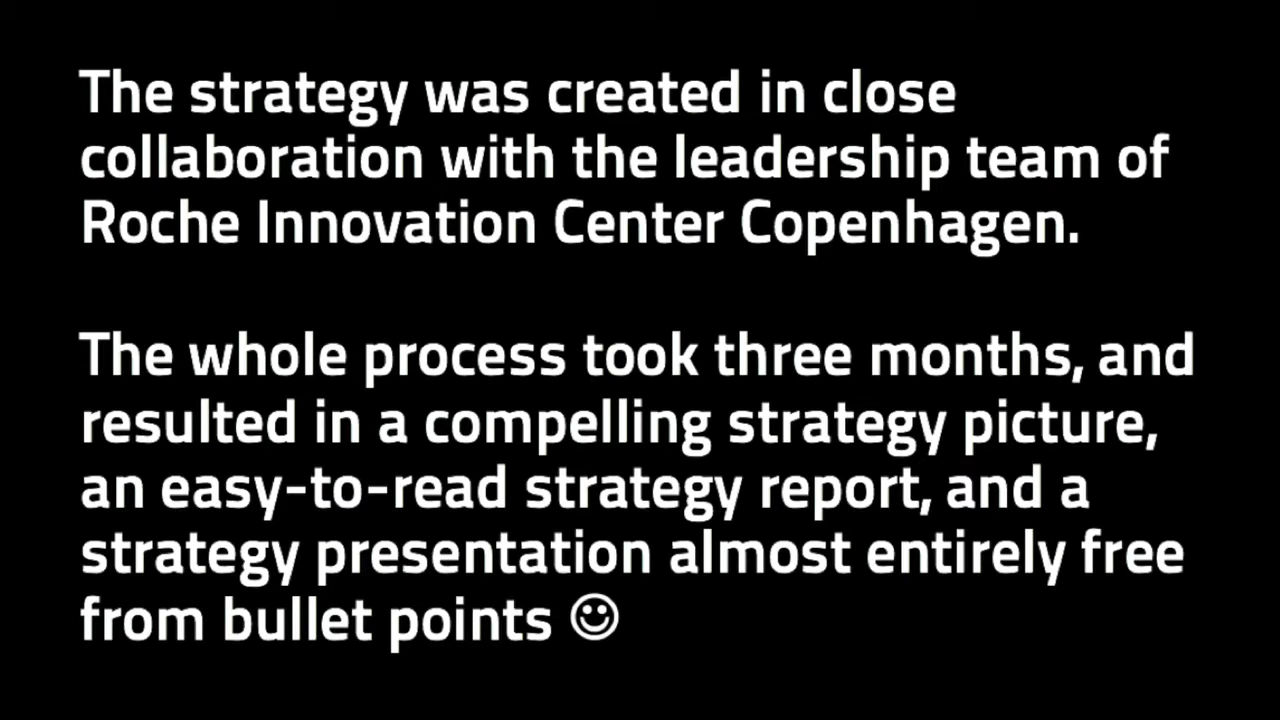 The strategy was created in close
collaboration with the leadership team of
Roche Innovation Center Copenhagen.
The whole process took three months, and
resulted in a compelling strategy picture,
an easy-to-read strategy report, and a
strategy presentation almost entirely free
from bullet points ☺